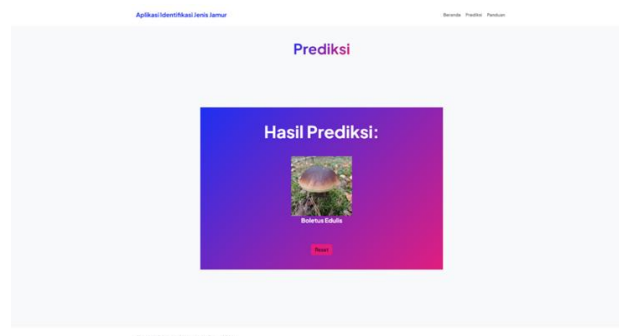 Aplikasi Identifikasi Jenis Jamur
Beranda Prediksi Panduan
Prediksi
Hasil Prediksi:
Boletus Edulis
Reset